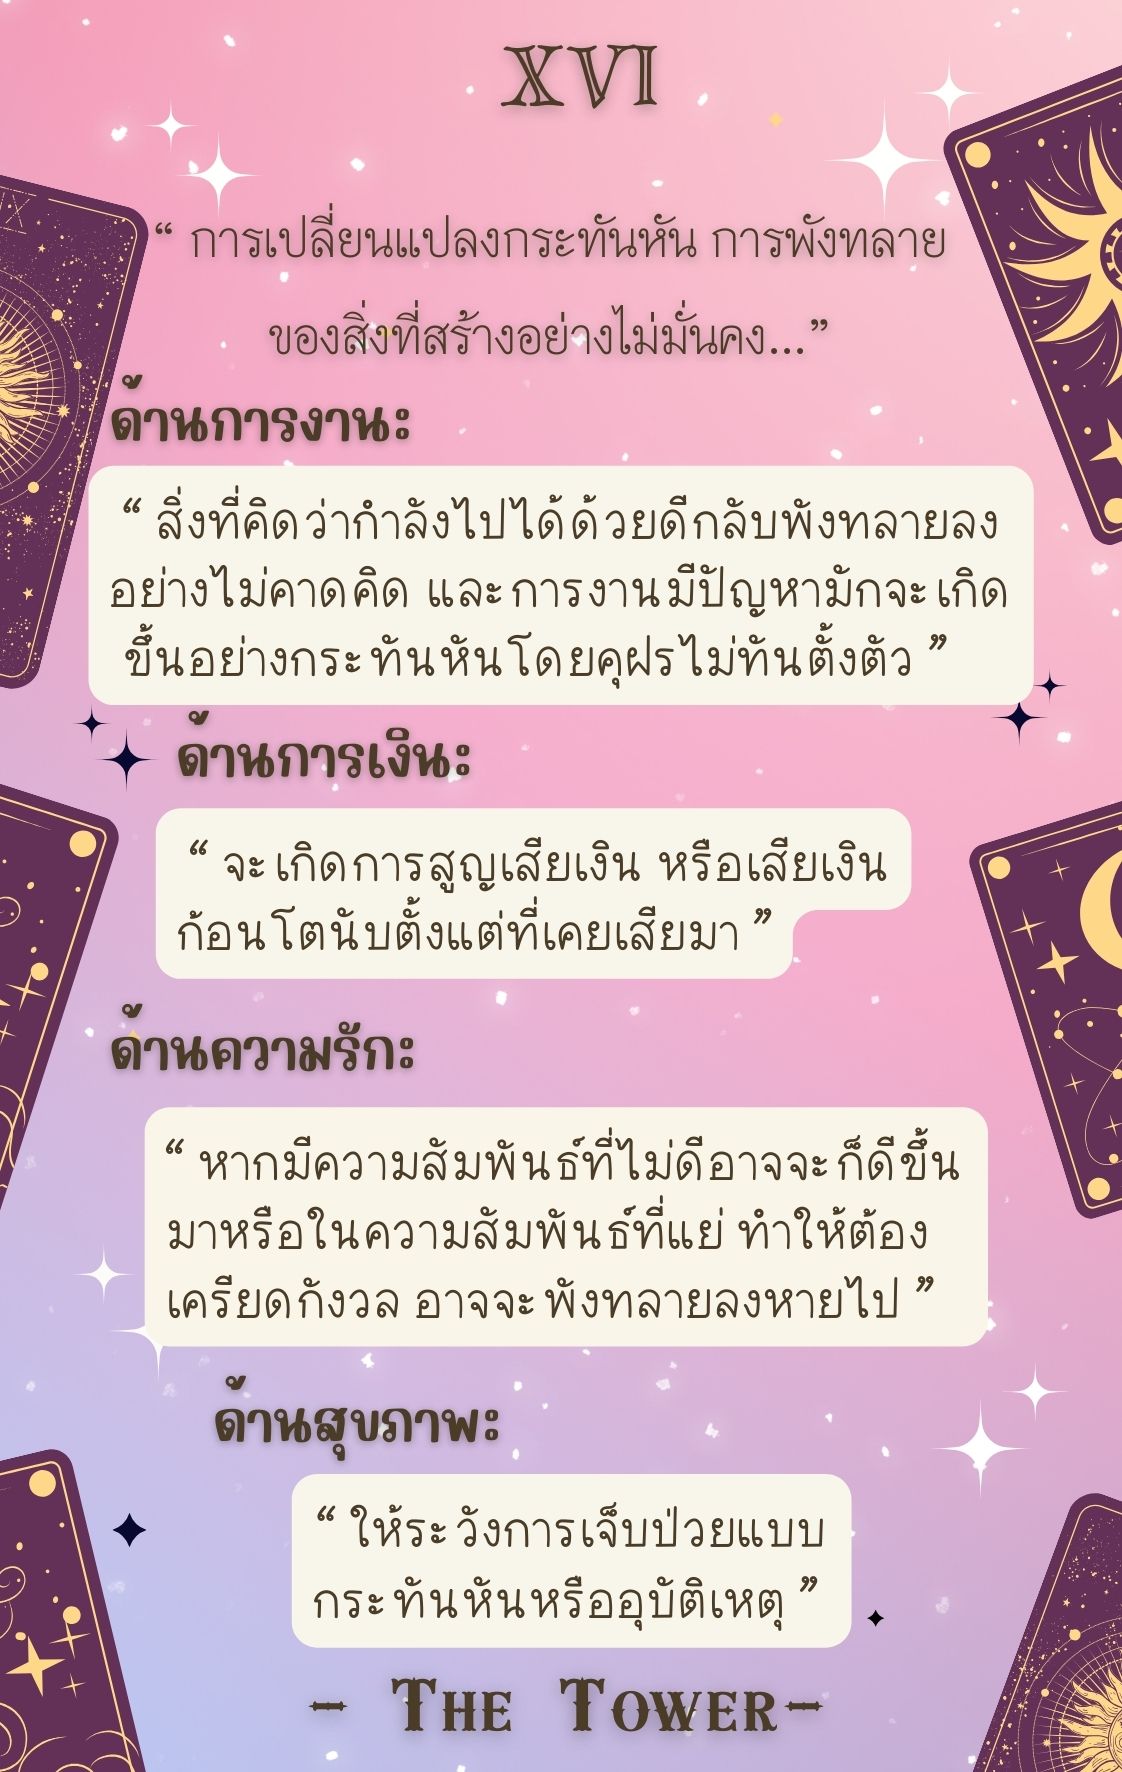 XVI
“ การเปลี่ยนแปลงกระทันหัน การพังทลาย
ของสิ่งที่สร้างอย่างไม่มั่นคง...”
ด้านการงาน:
“ สิ่งที่คิดว่ากำลังไปได้ด้วยดีกลับพังทลายลง
อย่างไม่คาดคิด และการงานมีปัญหามักจะเกิด
ขึ้นอย่างกระทันหันโดยคุฝรไม่ทันตั้งตัว ”
ด้านการเงิน:
“ จะเกิดการสูญเสียเงิน หรือเสียเงิน
ก้อนโตนับตั้งแต่ที่เคยเสียมา ”
ด้านความรัก:
“ หากมีความสัมพันธ์ที่ไม่ดีอาจจะก็ดีขึ้น
มาหรือในความสัมพันธ์ที่แย่ ทำให้ต้อง
เครียดกังวล อาจจะพังทลายลงหายไป ”
ด้านสุขภาพ:
“ ให้ระวังการเจ็บป่วยแบบ
กระทันหันหรืออุบัติเหตุ ”
- The Tower-